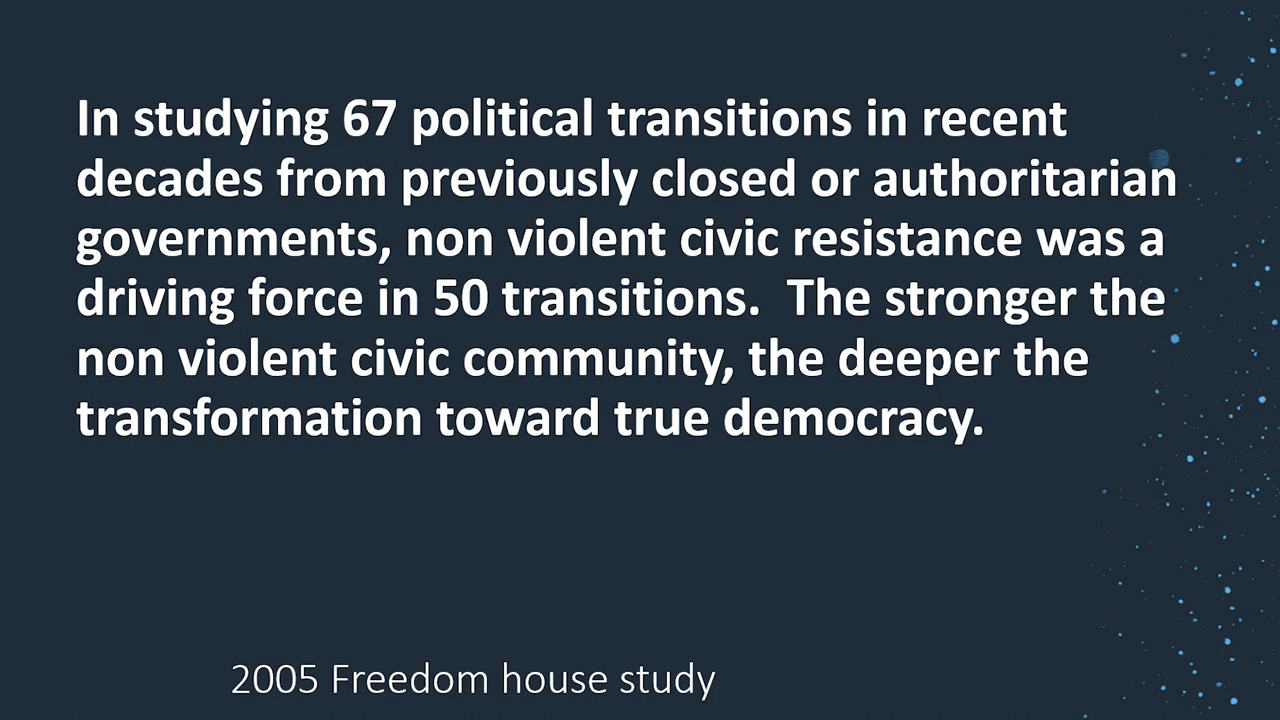 In studying 67 political transitions in recent
decades from previously closed or authoritarian
governments, non violent civic resistance was a
driving force in 50 transitions.  The stronger the
non violent civic community, the deeper the
transformation toward true democracy.
2005 Freedom house study